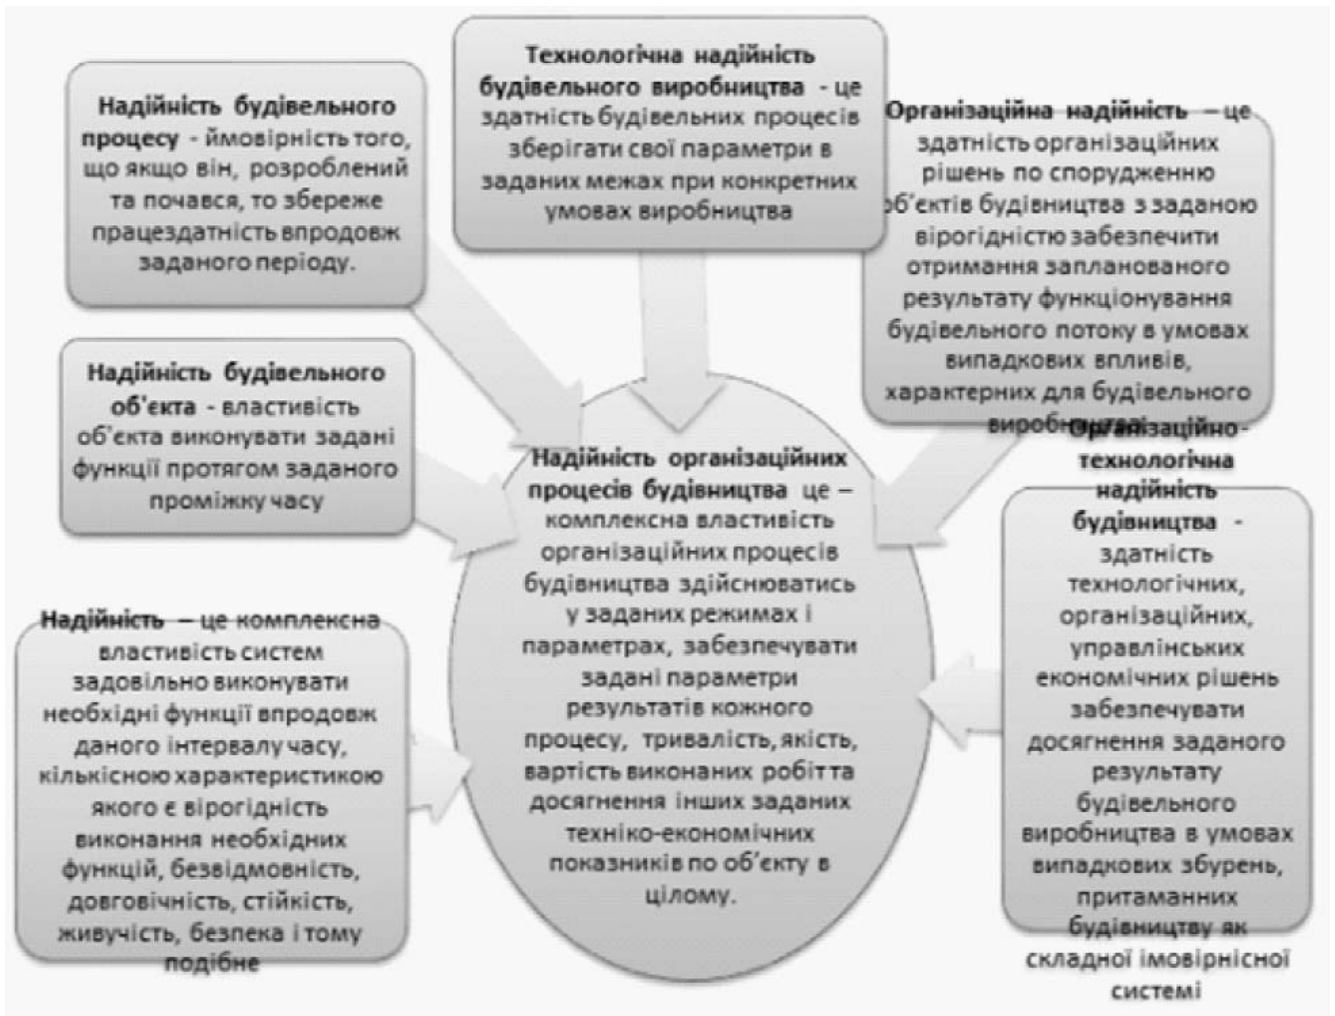 Надійність будівельного
процесу - ймовірність того,
що якщо він, розроблений
та почався, то збереже
працездатність впродовж
заданого періоду.
Технологічна надійність
будівельного виробництва - це
здатність будівельних процесів
зберігати свої параметри в
заданих межах при конкретних
умовах виробництва
Організаційна надійність – це
здатність організаційних
рішень по спорудженню
об'єктів будівництва з заданою
вірогідністю забезпечити
отримання запланованого
результату функціонування
будівельного потоку в умовах
випадкових впливів,
характерних для будівельного
виробництва
Надійність будівельного
об'єкта - властивість
об'єкта виконувати задані
функції протягом заданого
проміжку часу
Надійність організаційних
процесів будівництва це –
комплексна властивість
організаційних процесів
будівництва здійснюватись
у заданих режимах і
параметрах, забезпечувати
задані параметри
результатів кожного
процесу, тривалість, якість,
вартість виконаних робіт та
досягнення інших заданих
техніко-економічних
показників по об'єкту в
цілому.
Організаційно-
технологічна
надійність
будівництва -
здатність
технологічних,
організаційних,
управлінських
економічних рішень
забезпечувати
досягнення заданого
результату
будівельного
виробництва в умовах
випадкових збурень,
притаманних
будівництву як
складної імовірнісної
системі
Надійність – це комплексна
властивість систем
задовільно виконувати
необхідні функції впродовж
даного інтервалу часу,
кількісною характеристикою
якого є вірогідність
виконання необхідних
функцій, безвідмовність,
довговічність, стійкість,
живучість, безпека і тому
подібне